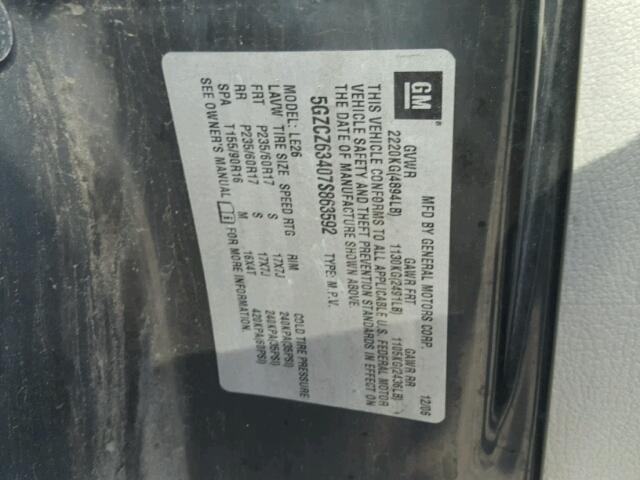 GM
MFD BY GENERAL MOTORS CORP. 12/06
GVWR GAWR FRT GAWR RR
2220KG(4894LB) 1130KG(2491LB) 1105KG(2436LB)
THIS VEHICLE CONFORMS TO ALL APPLICABLE U.S. FEDERAL MOTOR
VEHICLE SAFETY AND THEFT PREVENTION STANDARDS IN EFFECT ON
THE DATE OF MANUFACTURE SHOWN ABOVE.
5GZCZ63407S863592 TYPE: M.P.V.
MODEL: LE26
LAVW TIRE SIZE SPEED RTG RIM COLD TIRE PRESSURE
FRT P235/60R17 S 17X7J 240KPA(35PSI)
RR P235/60R17 S 17X7J 240KPA(35PSI)
SPA T155/90R16 M 16X4T 420KPA(60PSI)
SEE OWNER'S MANUAL FOR MORE INFORMATION.